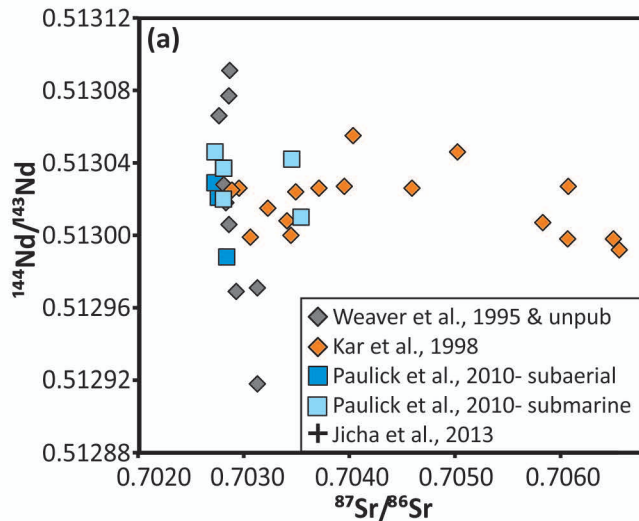 0.51312
(a)
0.51308
0.51304
0.51300
0.51296
0.51292
0.51288
¹⁴⁴Nd/¹⁴³Nd
Weaver et al., 1995 & unpub
Kar et al., 1998
Paulick et al., 2010- subaerial
Paulick et al., 2010- submarine
Jicha et al., 2013
0.7020 0.7030 0.7040 0.7050 0.7060
⁸⁷Sr/⁸⁶Sr